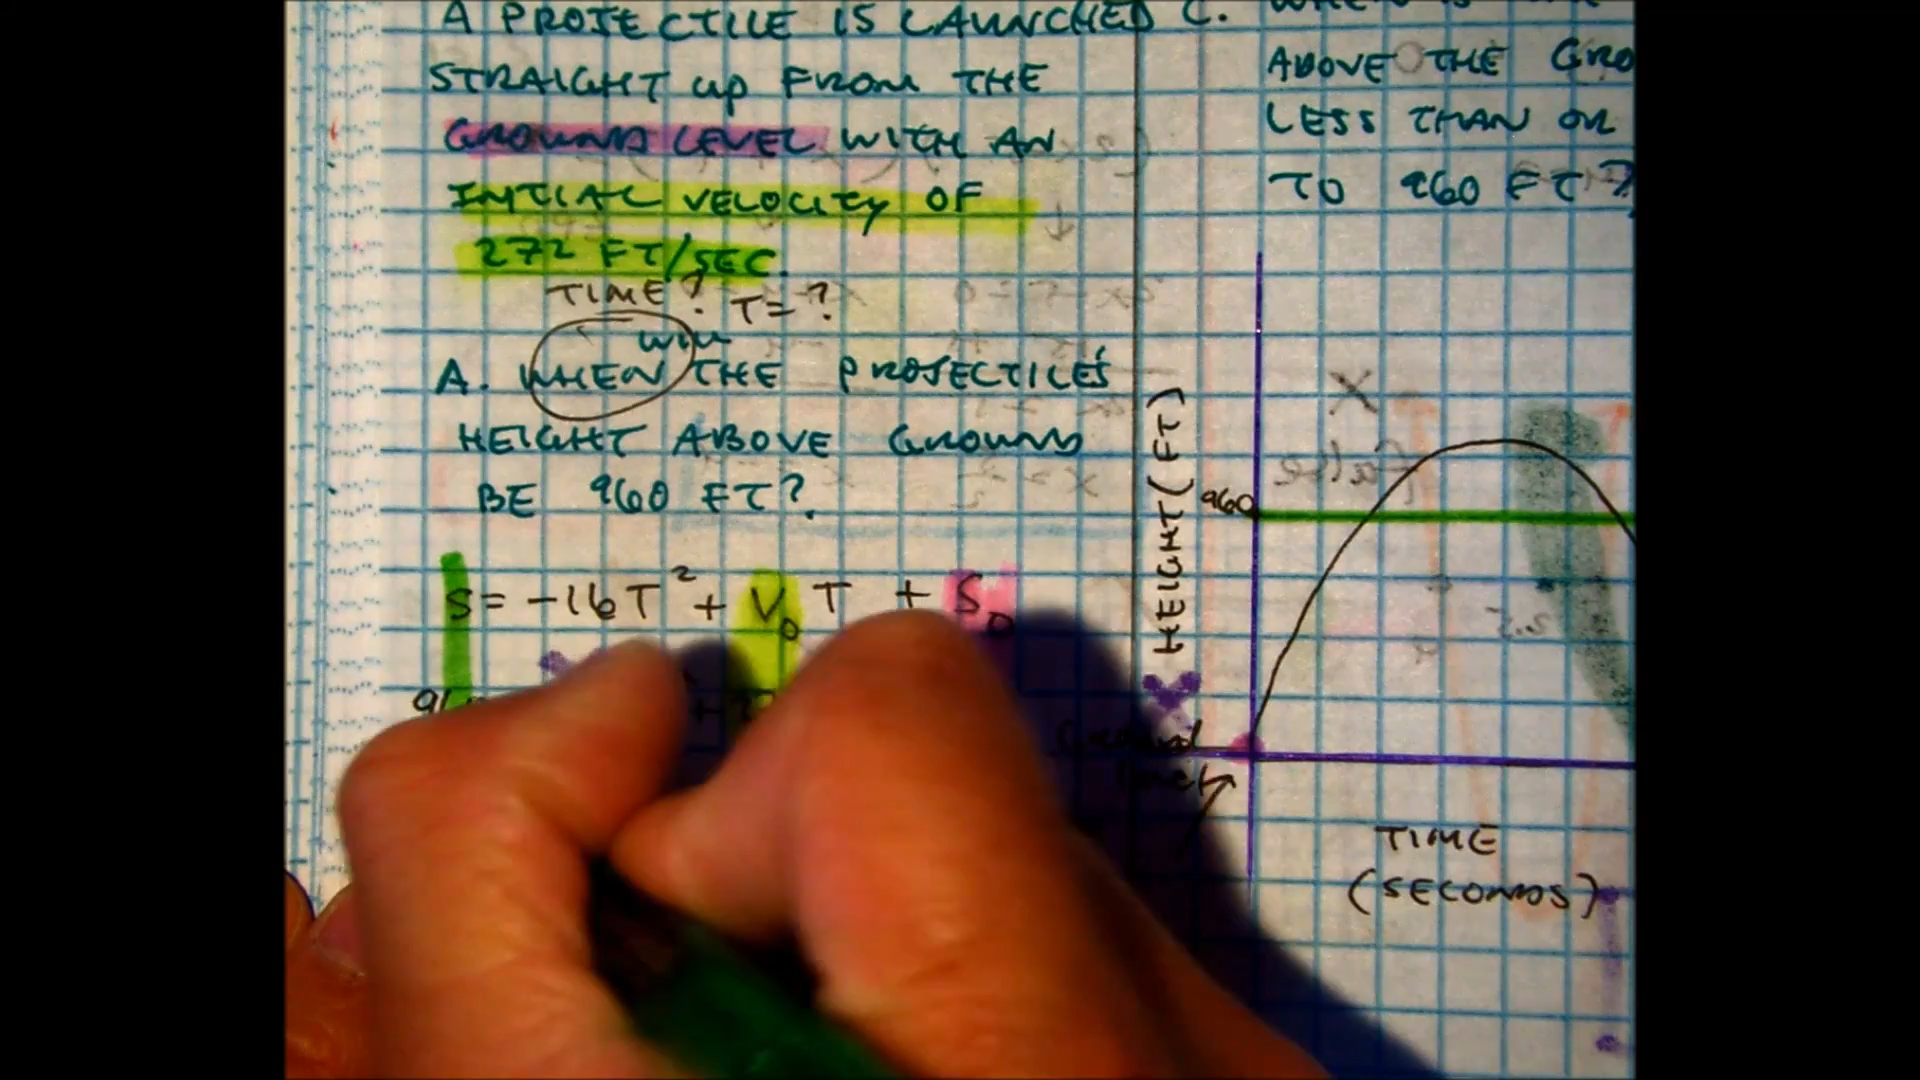 A PROJECTILE IS LAUNCHED
STRAIGHT UP FROM THE
GROUND LEVEL WITH AN
INITIAL VELOCITY OF
272 FT/SEC.
TIME? T=?
will
A. WHEN THE PROJECTILE'S
HEIGHT ABOVE GROUND
BE 960 FT?
S = -16T² + V₀ T + S₀
C.
ABOVE THE GRO
LESS THAN OR
TO 960 FT?
HEIGHT (FT)
960
Ground
level
TIME
(SECONDS)